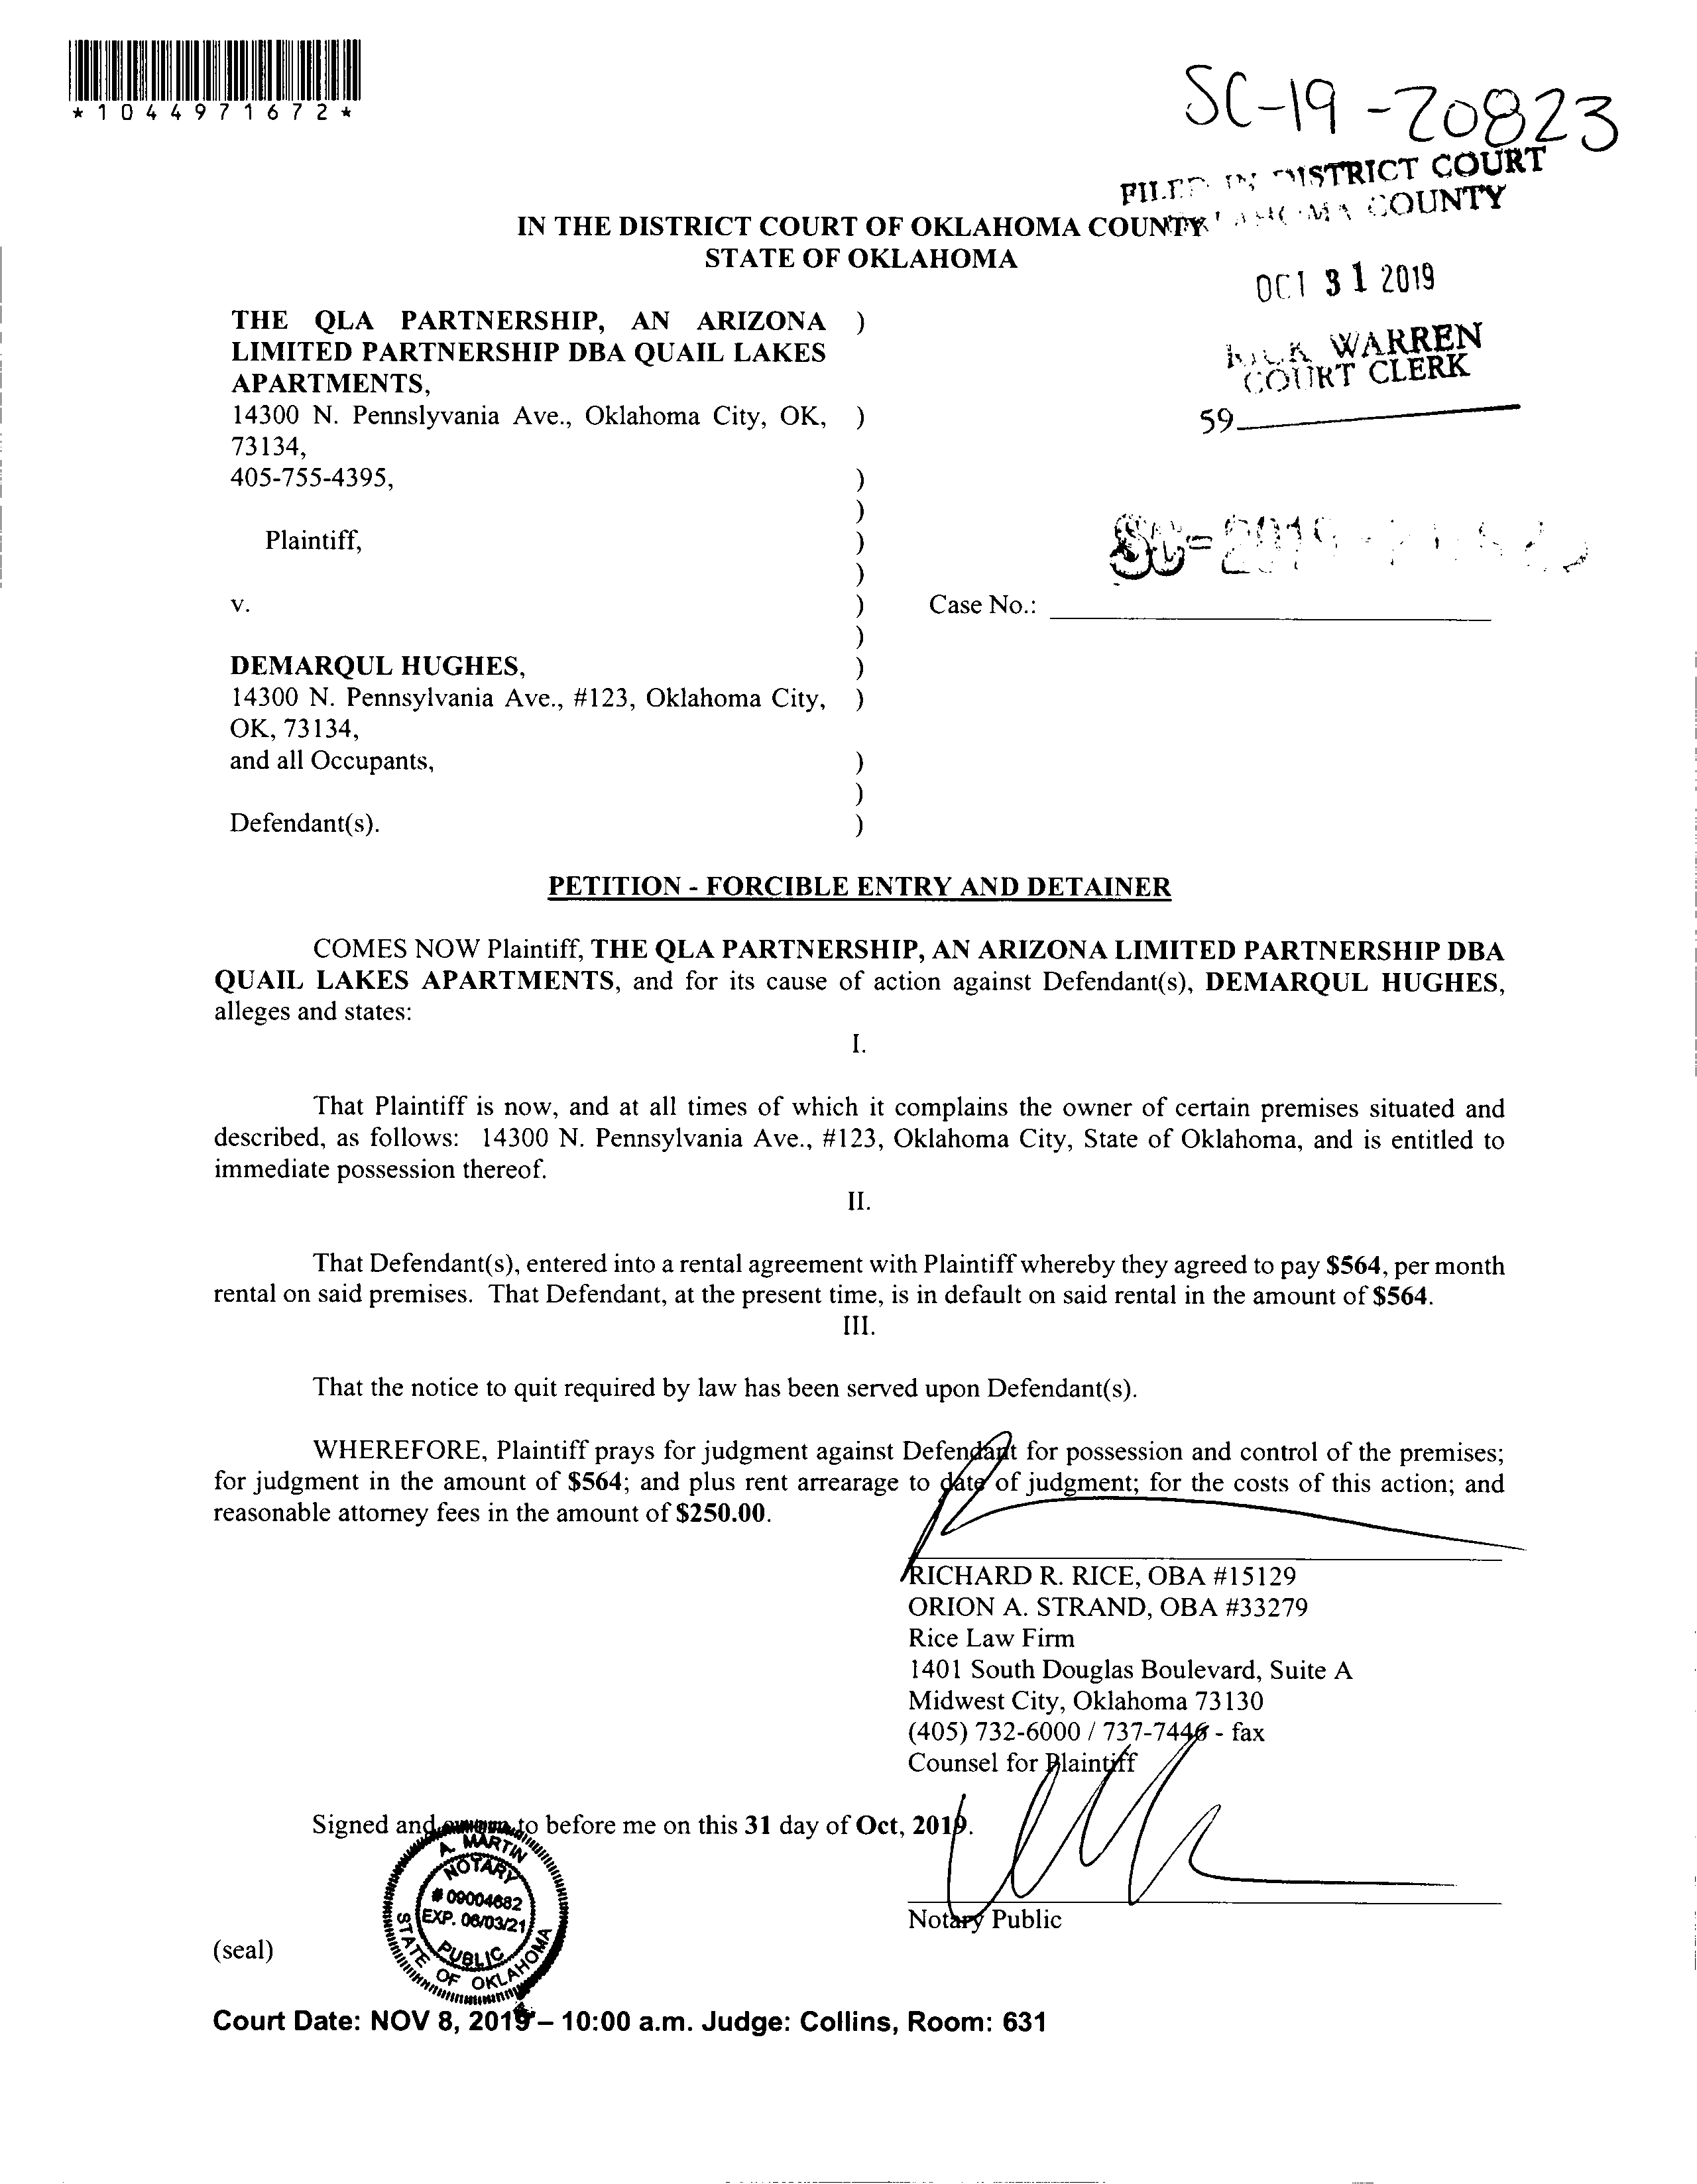 *1044971672*
SC-19-20823
FILED IN DISTRICT COURT
OKLAHOMA COUNTY
IN THE DISTRICT COURT OF OKLAHOMA COUNTY
STATE OF OKLAHOMA
OCT 31 2019
RICK WARREN
COURT CLERK
59
THE QLA PARTNERSHIP, AN ARIZONA )
LIMITED PARTNERSHIP DBA QUAIL LAKES
APARTMENTS,
14300 N. Pennslyvania Ave., Oklahoma City, OK, )
73134,
405-755-4395, )
)
Plaintiff, )
SC-2019-
)
v. ) Case No.:
)
DEMARQUL HUGHES, )
14300 N. Pennsylvania Ave., #123, Oklahoma City, )
OK, 73134,
and all Occupants, )
)
Defendant(s). )
PETITION - FORCIBLE ENTRY AND DETAINER
COMES NOW Plaintiff, THE QLA PARTNERSHIP, AN ARIZONA LIMITED PARTNERSHIP DBA
QUAIL LAKES APARTMENTS, and for its cause of action against Defendant(s), DEMARQUL HUGHES,
alleges and states:
I.
That Plaintiff is now, and at all times of which it complains the owner of certain premises situated and
described, as follows: 14300 N. Pennsylvania Ave., #123, Oklahoma City, State of Oklahoma, and is entitled to
immediate possession thereof.
II.
That Defendant(s), entered into a rental agreement with Plaintiff whereby they agreed to pay $564, per month
rental on said premises. That Defendant, at the present time, is in default on said rental in the amount of $564.
III.
That the notice to quit required by law has been served upon Defendant(s).
WHEREFORE, Plaintiff prays for judgment against Defendant for possession and control of the premises;
for judgment in the amount of $564; and plus rent arrearage to date of judgment; for the costs of this action; and
reasonable attorney fees in the amount of $250.00.
RICHARD R. RICE, OBA #15129
ORION A. STRAND, OBA #33279
Rice Law Firm
1401 South Douglas Boulevard, Suite A
Midwest City, Oklahoma 73130
(405) 732-6000 / 737-7446 - fax
Counsel for Plaintiff
Signed and sworn to before me on this 31 day of Oct, 2019.
A. MARTIN
NOTARY
# 09004682
EXP. 06/03/21
PUBLIC
STATE OF OKLAHOMA
Notary Public
(seal)
Court Date: NOV 8, 2019 – 10:00 a.m. Judge: Collins, Room: 631